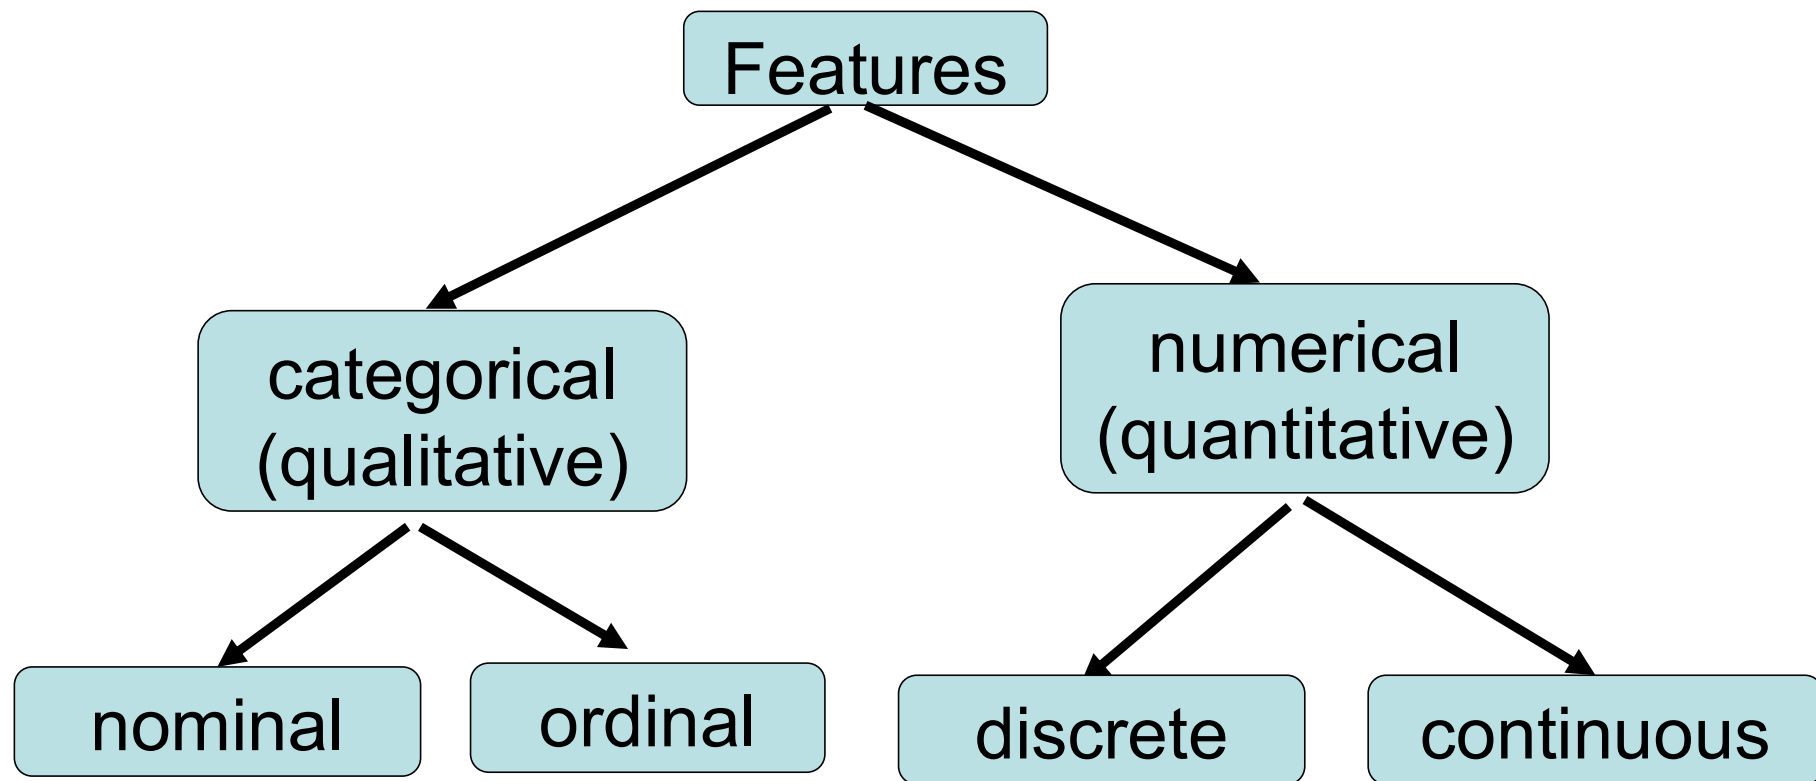 Features
categorical
(qualitative)
numerical
(quantitative)
nominal
ordinal
discrete
continuous